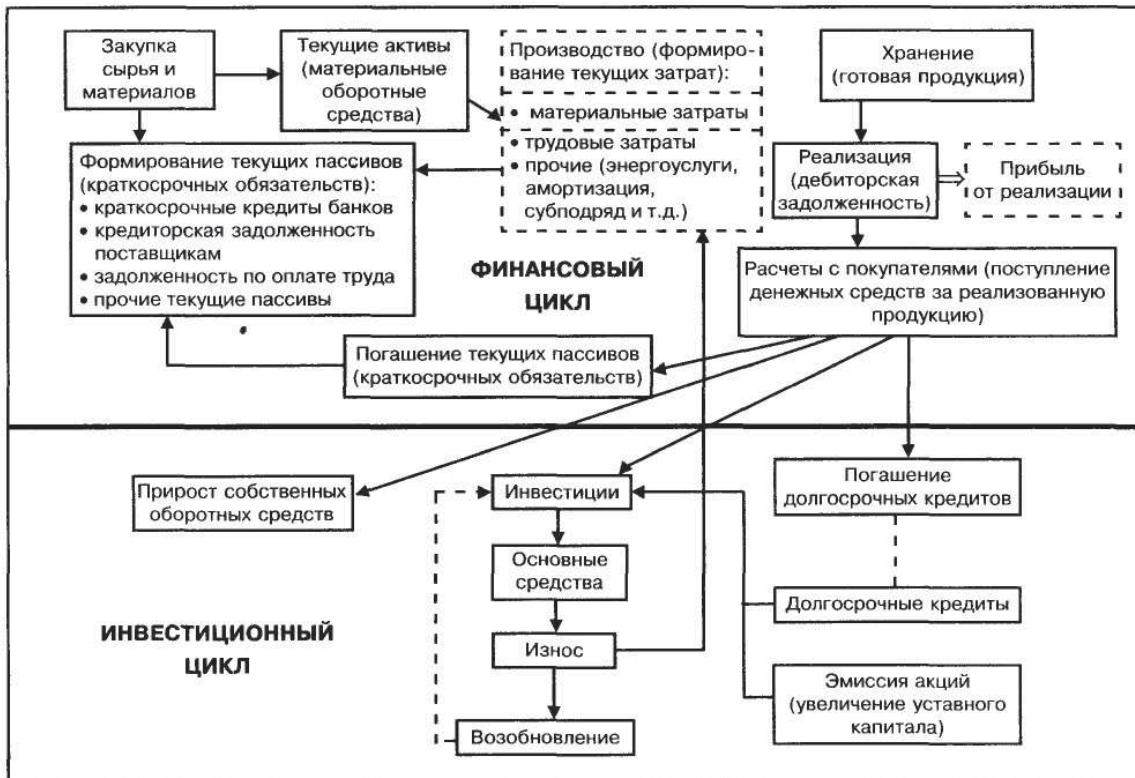 Закупка
сырья и
материалов
Текущие активы
(материальные
оборотные
средства)
Производство (формиро-
вание текущих затрат):
• материальные затраты
• трудовые затраты
• прочие (энергоуслуги,
амортизация,
субподряд и т.д.)
Хранение
(готовая продукция)
Формирование текущих пассивов
(краткосрочных обязательств):
• краткосрочные кредиты банков
• кредиторская задолженность
поставщикам
• задолженность по оплате труда
• прочие текущие пассивы
Реализация
(дебиторская
задолженность)
Прибыль
от реализации
ФИНАНСОВЫЙ
ЦИКЛ
Расчеты с покупателями (поступление
денежных средств за реализованную
продукцию)
Погашение текущих пассивов
(краткосрочных обязательств)
Прирост собственных
оборотных средств
Инвестиции
Погашение
долгосрочных кредитов
Основные
средства
Долгосрочные кредиты
ИНВЕСТИЦИОННЫЙ
ЦИКЛ
Износ
Эмиссия акций
(увеличение уставного
капитала)
Возобновление